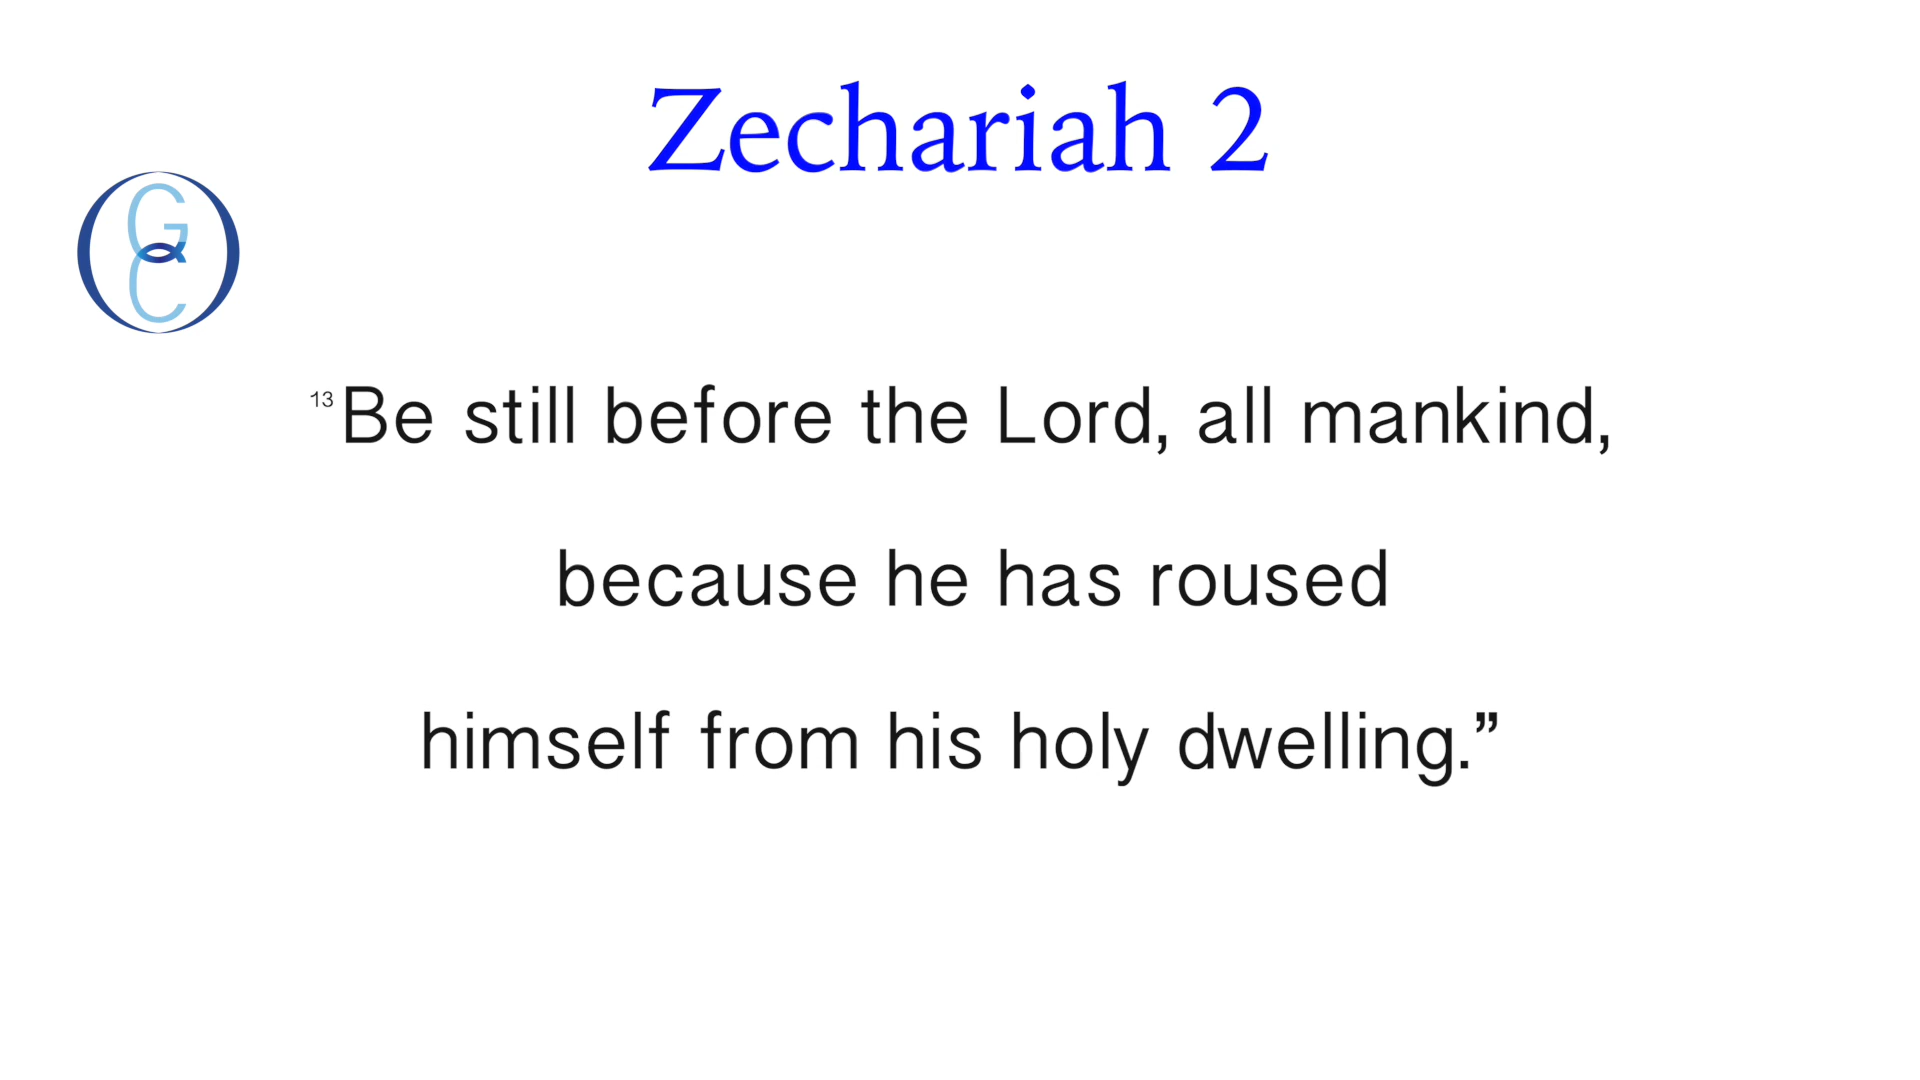 Zechariah 2
G
C
13 Be still before the Lord, all mankind,
because he has roused
himself from his holy dwelling.”